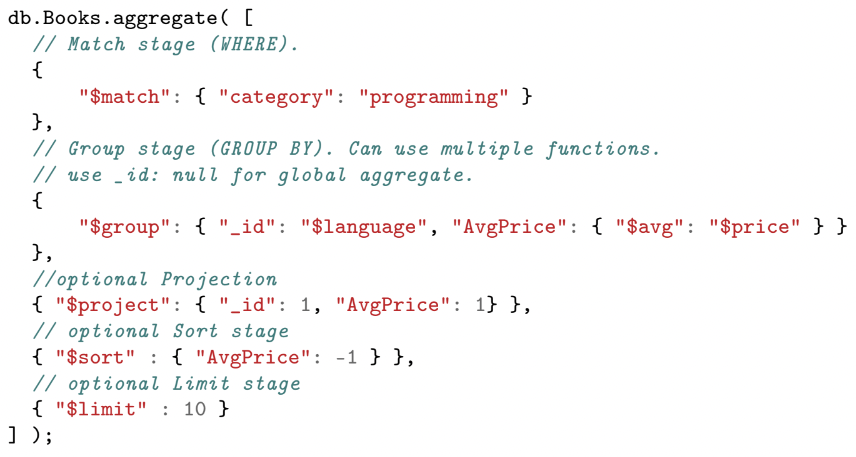 db.Books.aggregate( [
  // Match stage (WHERE).
  {
      "$match": { "category": "programming" }
  },
  // Group stage (GROUP BY). Can use multiple functions.
  // use _id: null for global aggregate.
  {
      "$group": { "_id": "$language", "AvgPrice": { "$avg": "$price" } }
  },
  //optional Projection
  { "$project": { "_id": 1, "AvgPrice": 1} },
  // optional Sort stage
  { "$sort" : { "AvgPrice": -1 } },
  // optional Limit stage
  { "$limit" : 10 }
] );